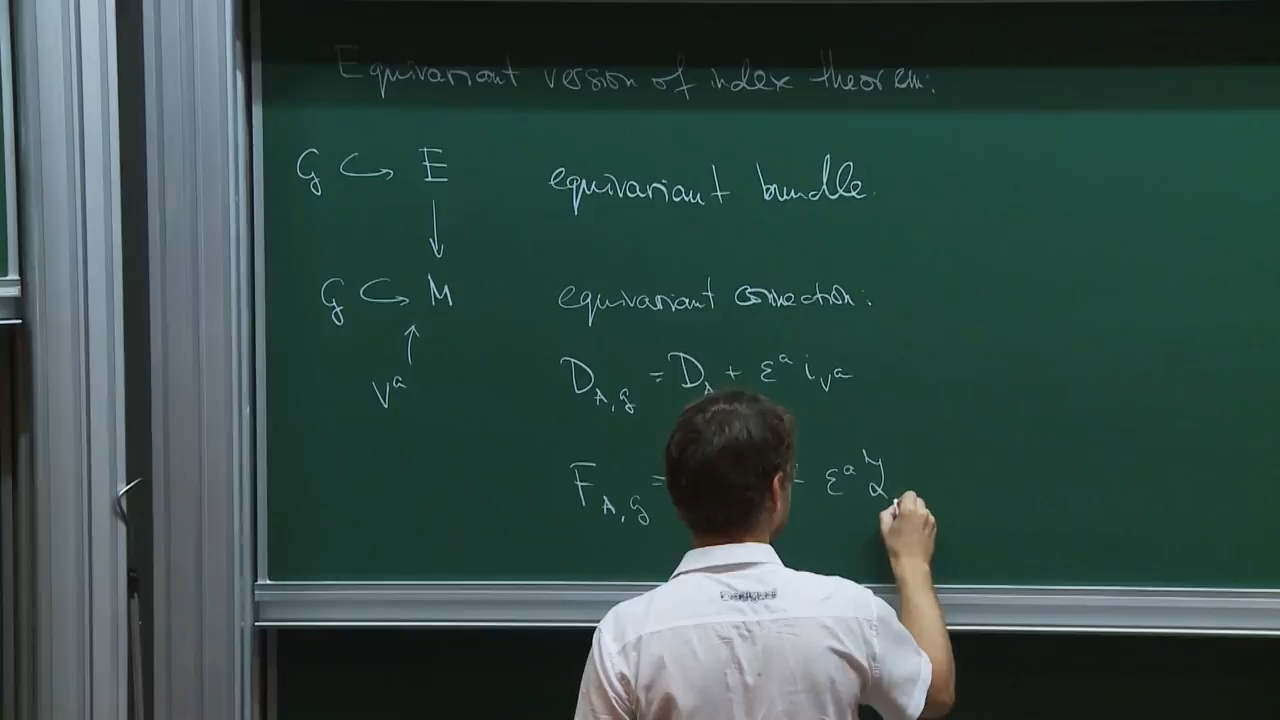 Equivariant version of index theorem:
G ↪ E equivariant bundle.
↓
G ↪ M equivariant connection:
↑
v^a
D_{A,g} = D_A + ε^a i_{v^a}
F_{A,g} = ε^a ℒ